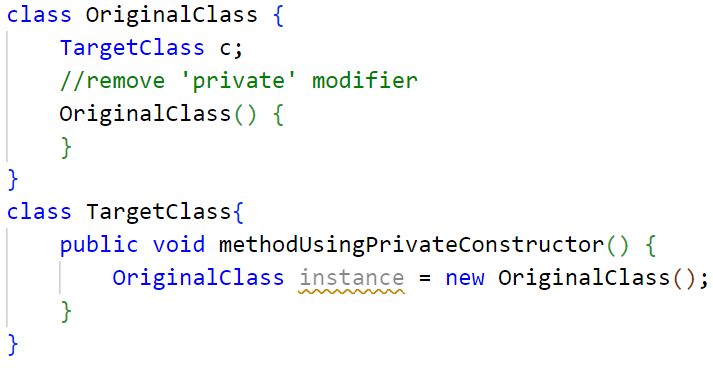 class OriginalClass {
    TargetClass c;
    //remove 'private' modifier
    OriginalClass() {
    }
}
class TargetClass{
    public void methodUsingPrivateConstructor() {
        OriginalClass instance = new OriginalClass();
    }
}